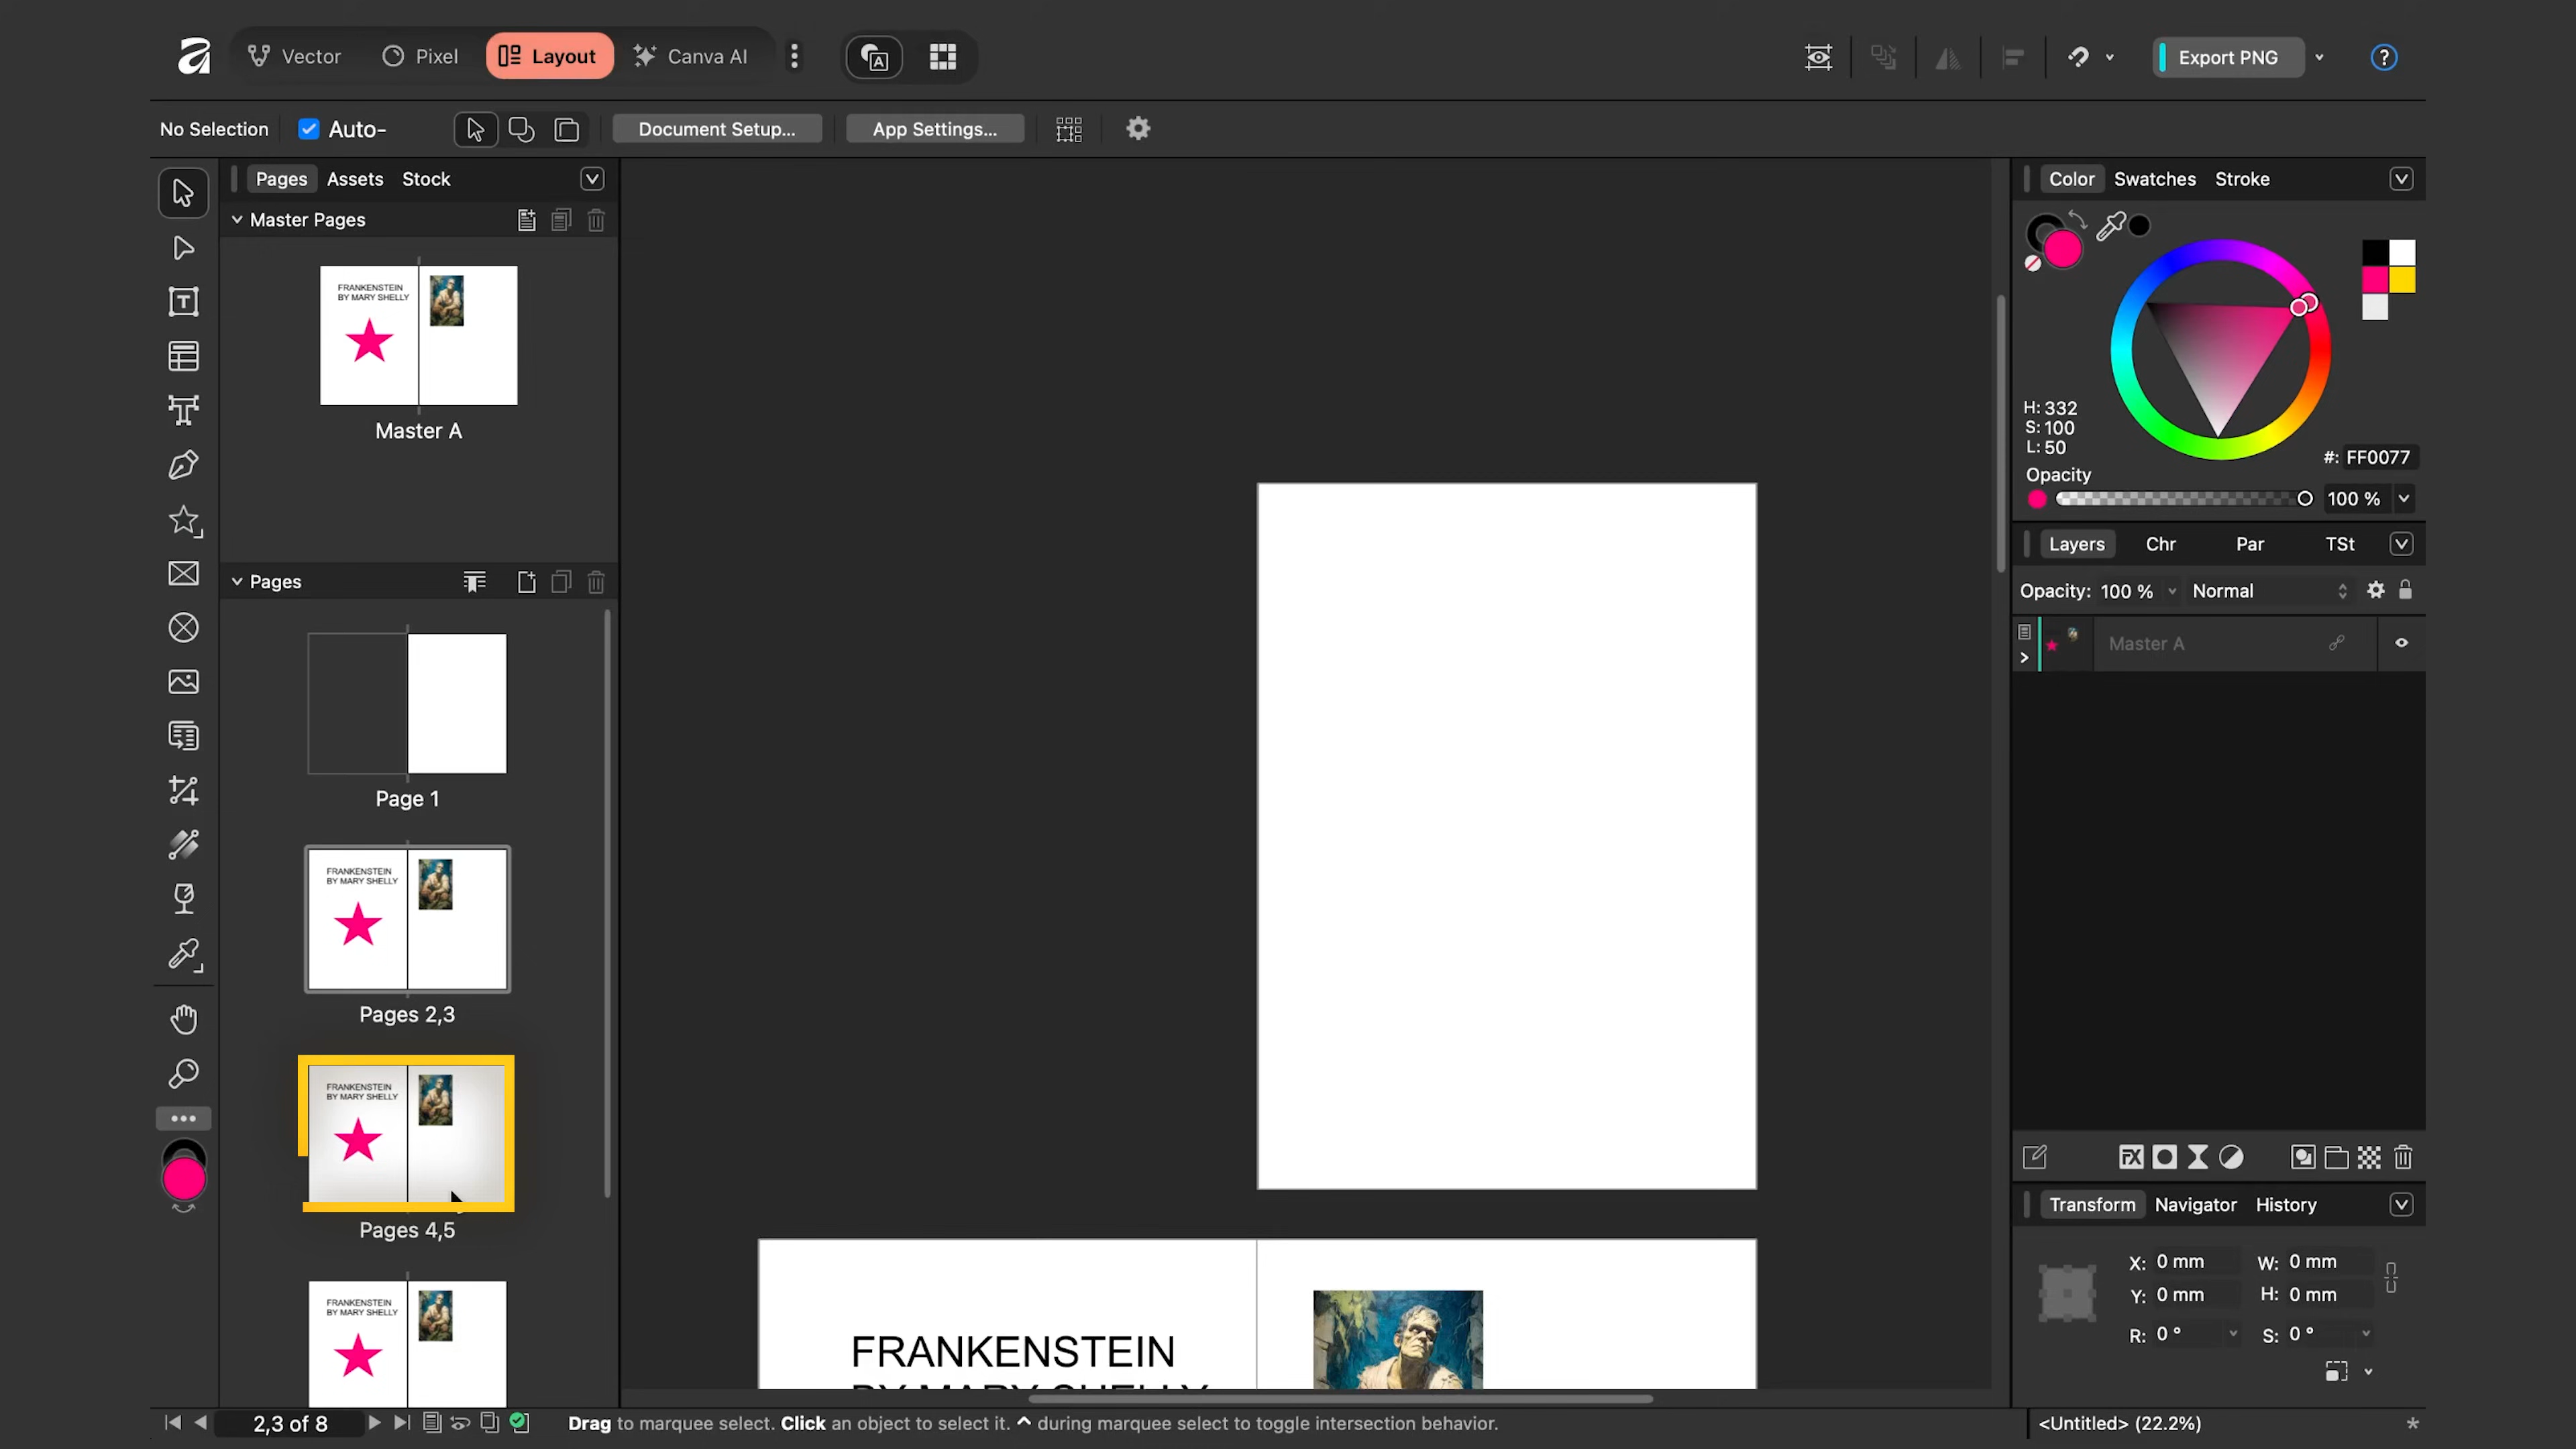 Vector Pixel Layout Canva AI Export PNG ?
No Selection Auto- Document Setup... App Settings...
Pages Assets Stock
Master Pages
FRANKENSTEIN
BY MARY SHELLY
Master A
Pages
Page 1
FRANKENSTEIN
BY MARY SHELLY
Pages 2,3
FRANKENSTEIN
BY MARY SHELLY
Pages 4,5
FRANKENSTEIN
BY MARY SHELLY
FRANKENSTEIN
BY MARY SHELLY
Color Swatches Stroke
H: 332
S: 100
L: 50
#: FF0077
Opacity
100 %
Layers Chr Par TSt
Opacity: 100 % Normal
Master A
Transform Navigator History
X: 0 mm W: 0 mm
Y: 0 mm H: 0 mm
R: 0 ° S: 0 °
2,3 of 8 Drag to marquee select. Click an object to select it. ^ during marquee select to toggle intersection behavior. <Untitled> (22.2%) *